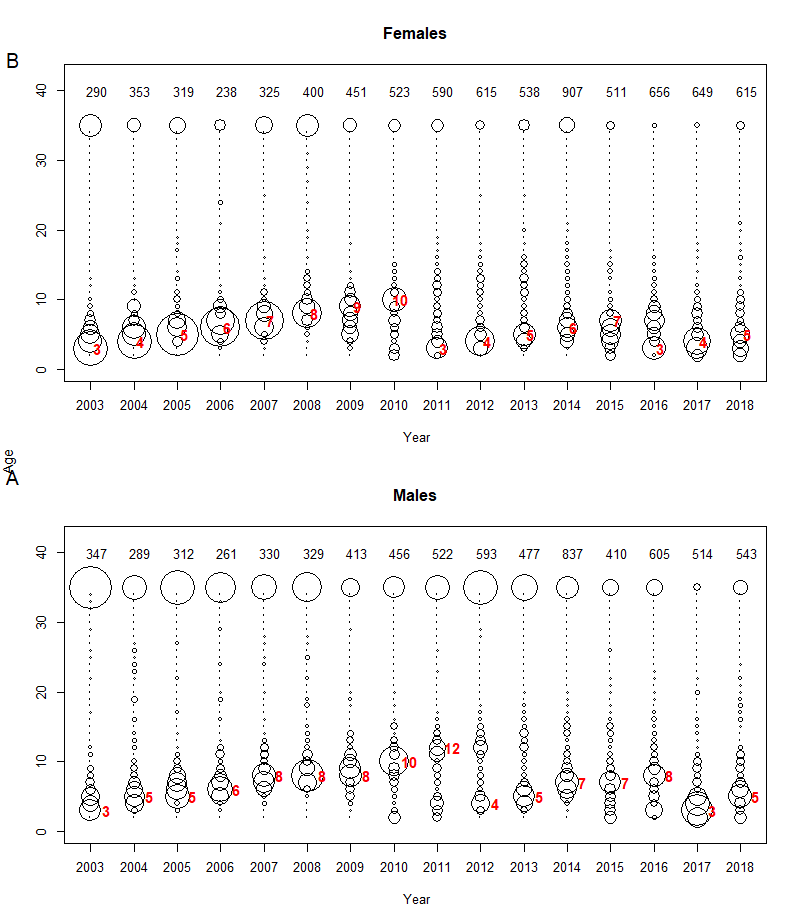 Females
B
40
290 353 319 238 325 400 451 523 590 615 538 907 511 656 649 615
30
20
10
0
3 4 5 6 7 8 9 10 3 4 5 6 7 3 4 5
2003 2004 2005 2006 2007 2008 2009 2010 2011 2012 2013 2014 2015 2016 2017 2018
Year
Age
A
Males
40
347 289 312 261 330 329 413 456 522 593 477 837 410 605 514 543
30
20
10
0
3 5 5 6 8 8 8 10 12 4 5 7 7 8 3 5
2003 2004 2005 2006 2007 2008 2009 2010 2011 2012 2013 2014 2015 2016 2017 2018
Year